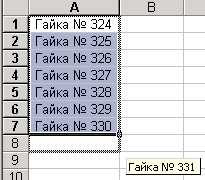 A B
1 Гайка № 324
2 Гайка № 325
3 Гайка № 326
4 Гайка № 327
5 Гайка № 328
6 Гайка № 329
7 Гайка № 330
8
9 Гайка № 331
10